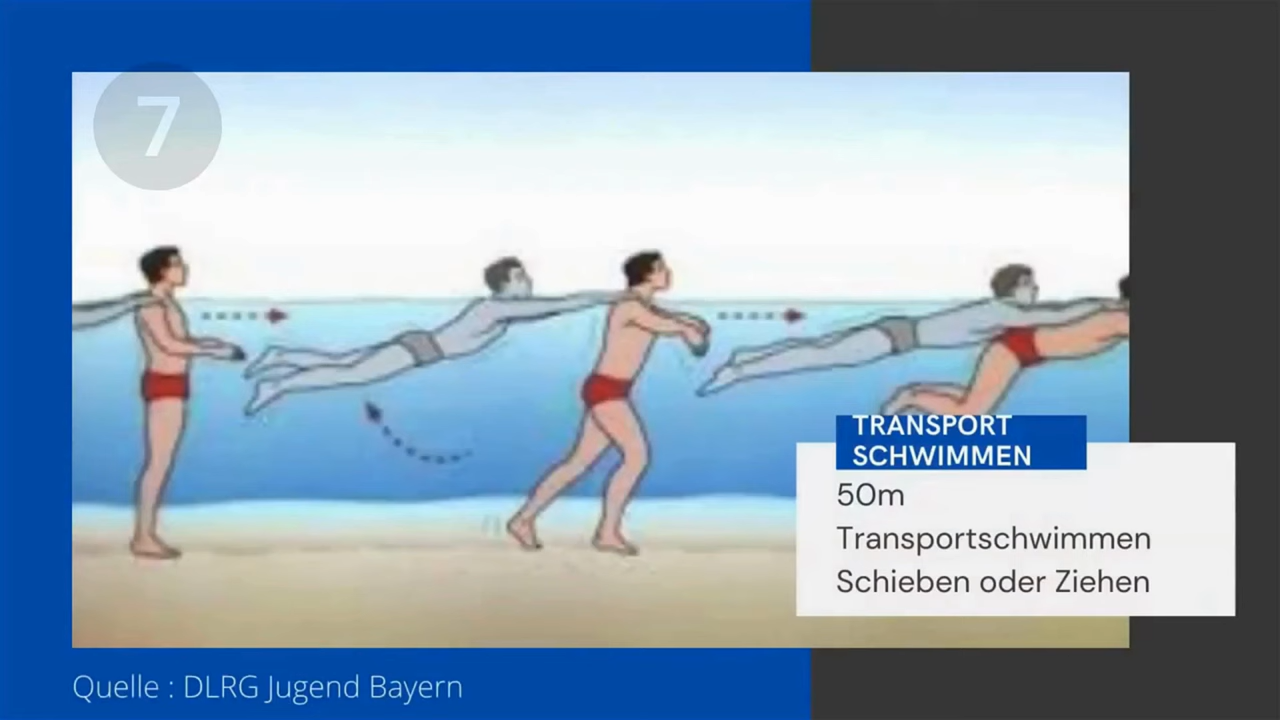 7
TRANSPORT
SCHWIMMEN
50m
Transportschwimmen
Schieben oder Ziehen
Quelle : DLRG Jugend Bayern